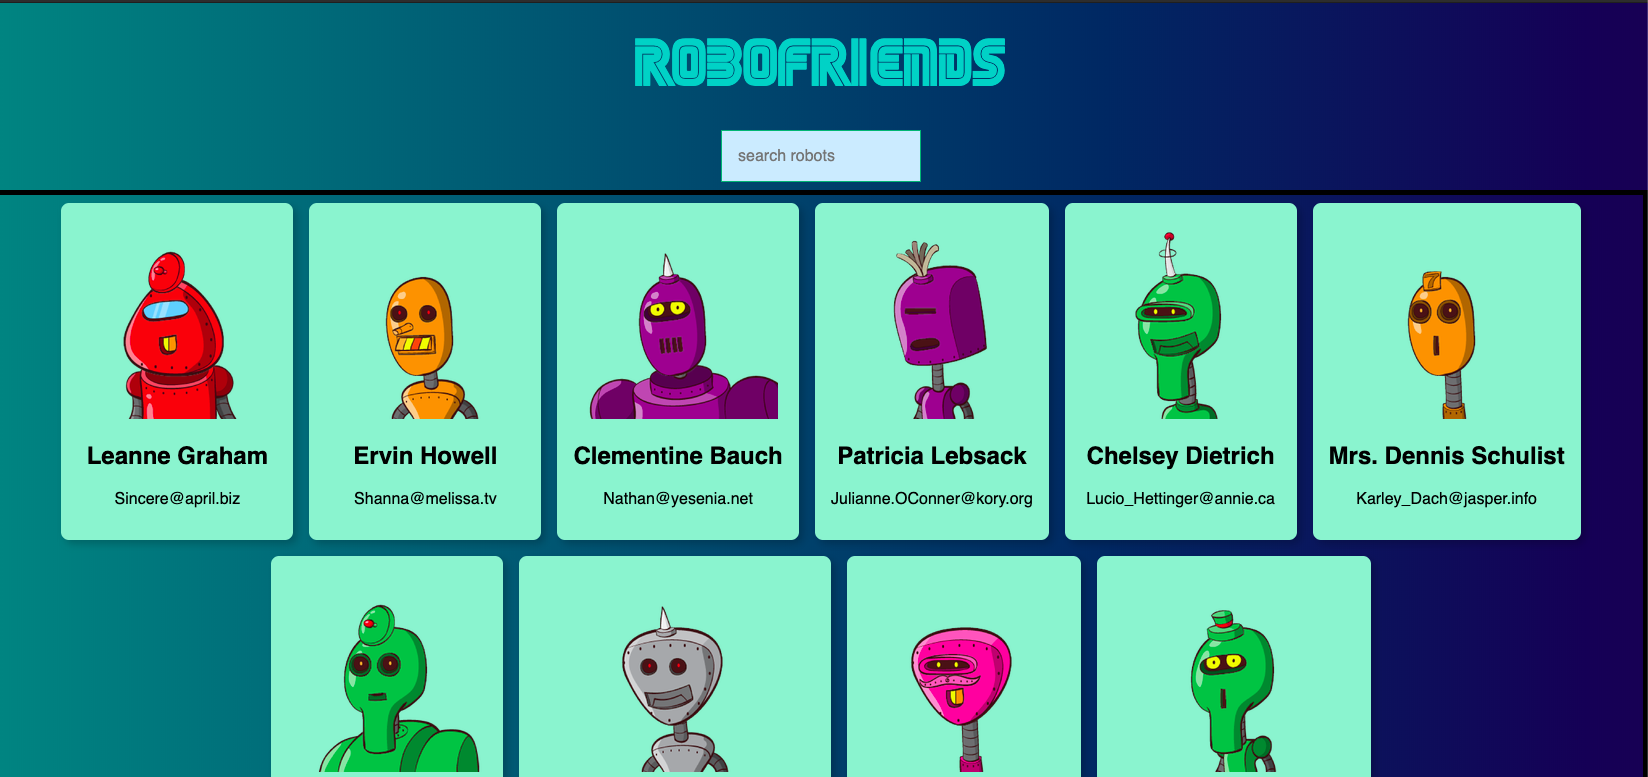 ROBOFRIENDS
search robots
7
Leanne Graham
Ervin Howell
Clementine Bauch
Patricia Lebsack
Chelsey Dietrich
Mrs. Dennis Schulist
Sincere@april.biz
Shanna@melissa.tv
Nathan@yesenia.net
Julianne.OConner@kory.org
Lucio_Hettinger@annie.ca
Karley_Dach@jasper.info